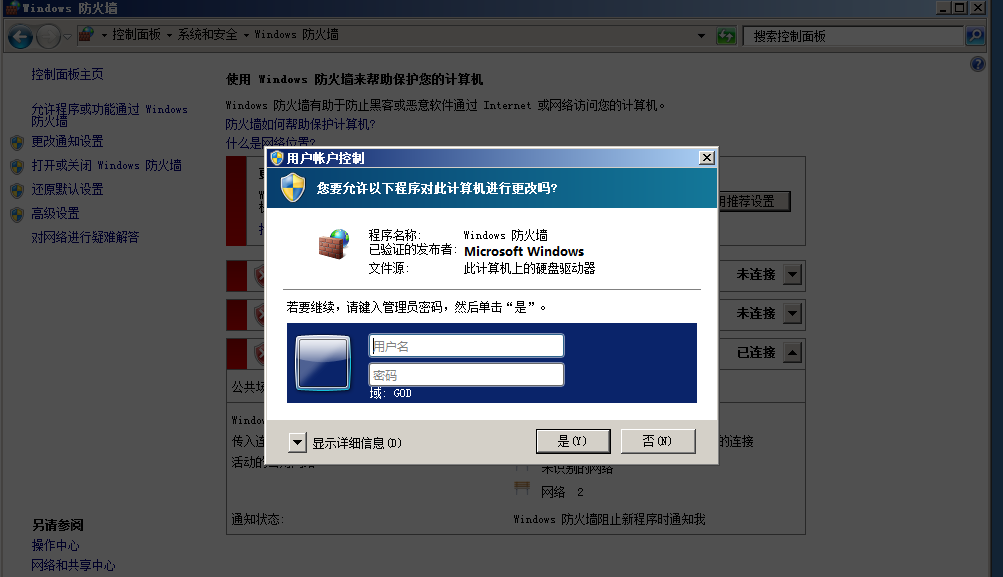 Windows 防火墙
控制面板 系统和安全 Windows 防火墙
搜索控制面板
控制面板主页
允许程序或功能通过 Windows
防火墙
更改通知设置
打开或关闭 Windows 防火墙
还原默认设置
高级设置
对网络进行疑难解答
使用 Windows 防火墙来帮助保护您的计算机
Windows 防火墙有助于防止黑客或恶意软件通过 Internet 或网络访问您的计算机。
防火墙如何帮助保护计算机?
什么是网络位置?
用推荐设置
用户帐户控制
您要允许以下程序对此计算机进行更改吗?
程序名称: Windows 防火墙
已验证的发布者: Microsoft Windows
文件源: 此计算机上的硬盘驱动器
若要继续，请键入管理员密码，然后单击“是”。
用户名
密码
域: GOD
显示详细信息(D)
是(Y)
否(N)
未连接
未连接
已连接
公共场
Windo
传入连
的连接
活动的
未识别的网络
网络 2
通知状态:
Windows 防火墙阻止新程序时通知我
另请参阅
操作中心
网络和共享中心